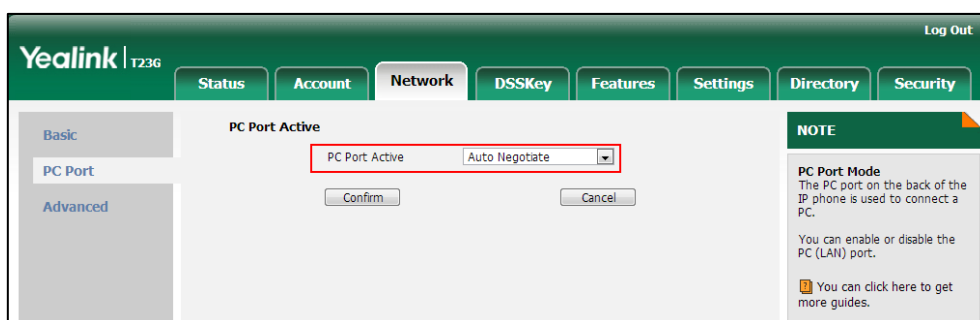 Log Out
Yealink T23G
Status Account Network DSSKey Features Settings Directory Security
Basic
PC Port
Advanced
PC Port Active
PC Port Active Auto Negotiate
Confirm Cancel
NOTE
PC Port Mode
The PC port on the back of the
IP phone is used to connect a
PC.
You can enable or disable the
PC (LAN) port.
You can click here to get
more guides.